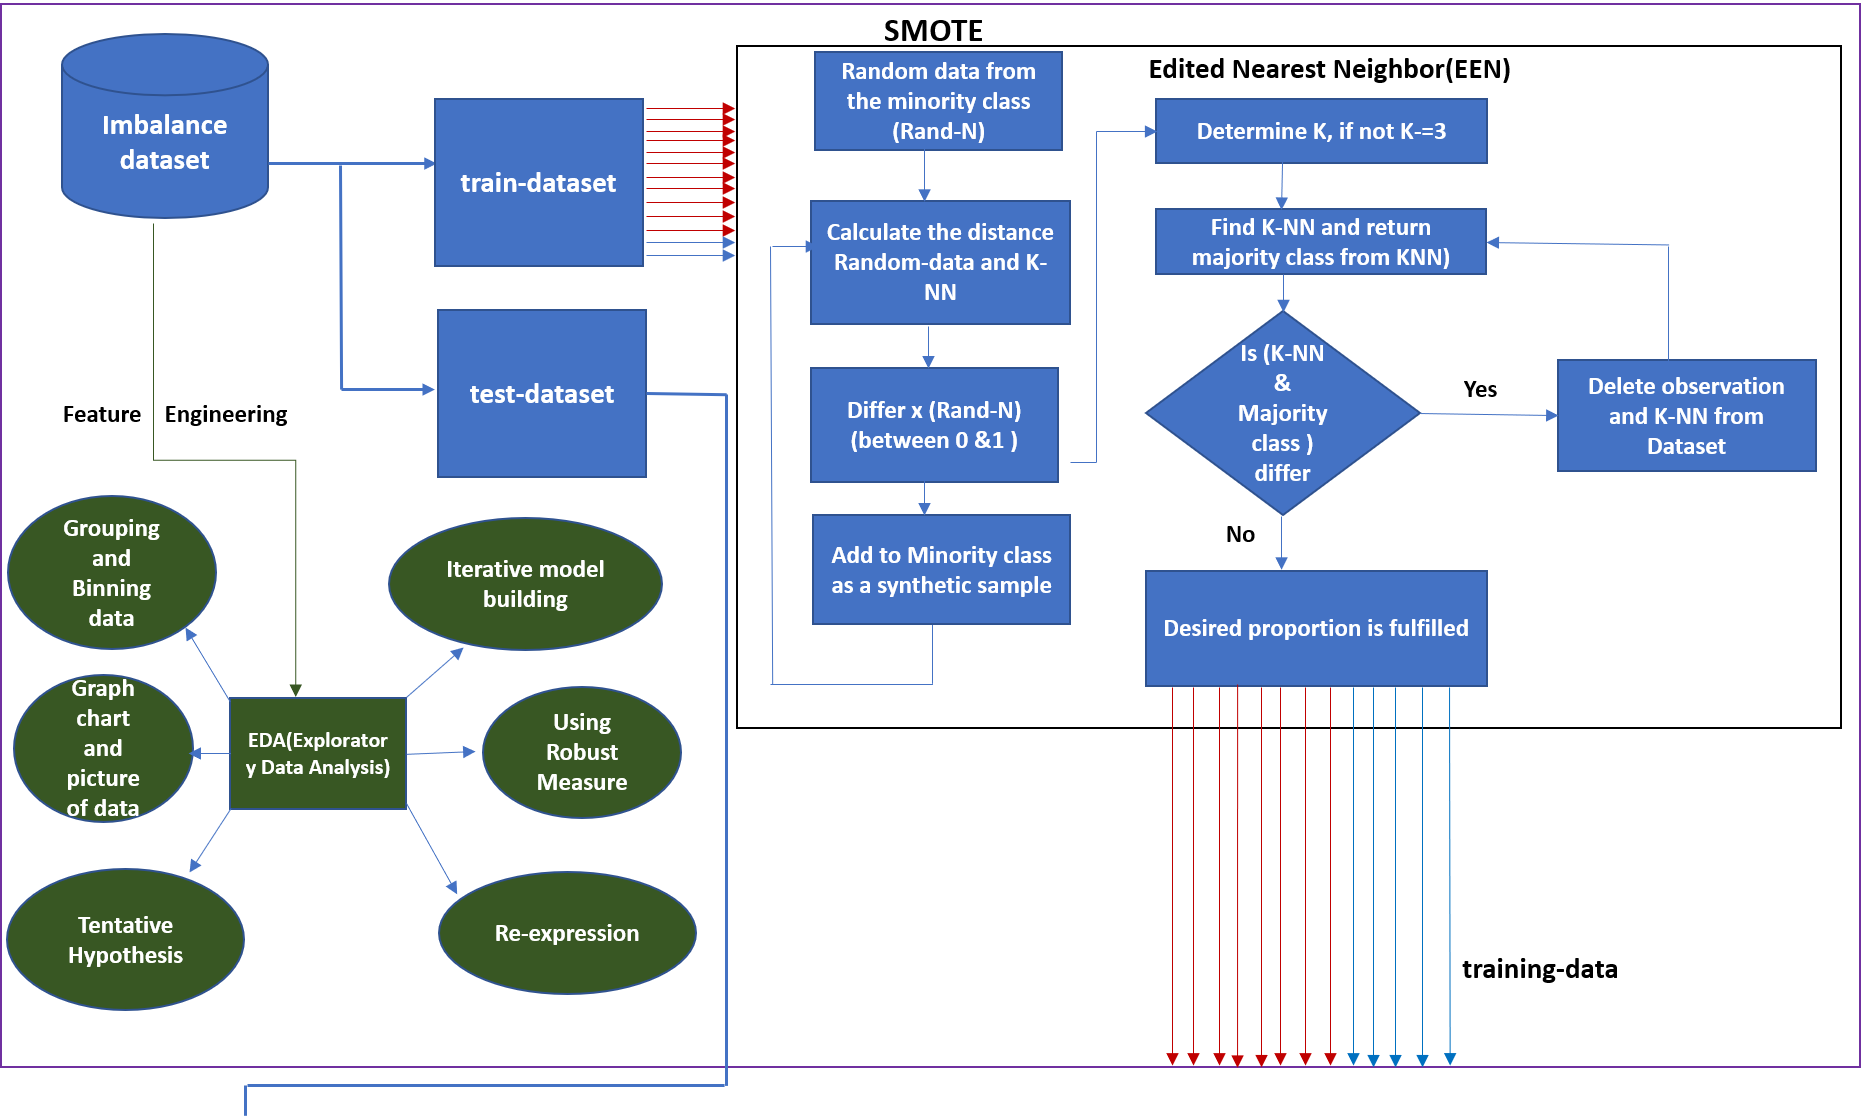 SMOTE
Imbalance
dataset
train-dataset
test-dataset
Feature
Engineering
Random data from
the minority class
(Rand-N)
Calculate the distance
Random-data and K-
NN
Differ x (Rand-N)
(between 0 &1 )
Add to Minority class
as a synthetic sample
Edited Nearest Neighbor(EEN)
Determine K, if not K-=3
Find K-NN and return
majority class from KNN)
Is (K-NN
&
Majority
class )
differ
Yes
Delete observation
and K-NN from
Dataset
No
Desired proportion is fulfilled
Grouping
and
Binning
data
Iterative model
building
Graph
chart
and
picture
of data
EDA(Explorator
y Data Analysis)
Using
Robust
Measure
Tentative
Hypothesis
Re-expression
training-data